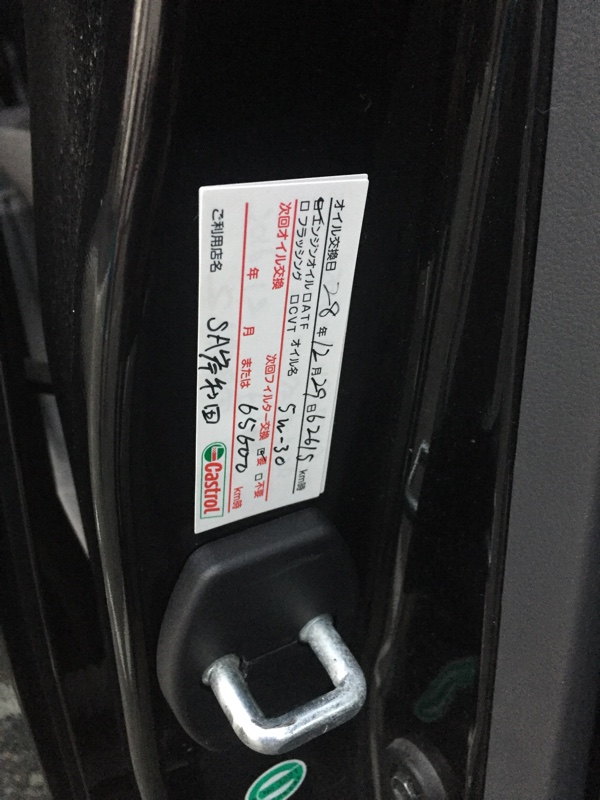 オイル交換日 28年12月29日 62615 km時
☑エンジンオイル □ATF オイル名 5W-30
□フラッシング □CVT
次回オイル交換 次回フィルター交換 ☑要 □不要
年 月 または 65600 km時
ご利用店名 SA岸和田
Castrol